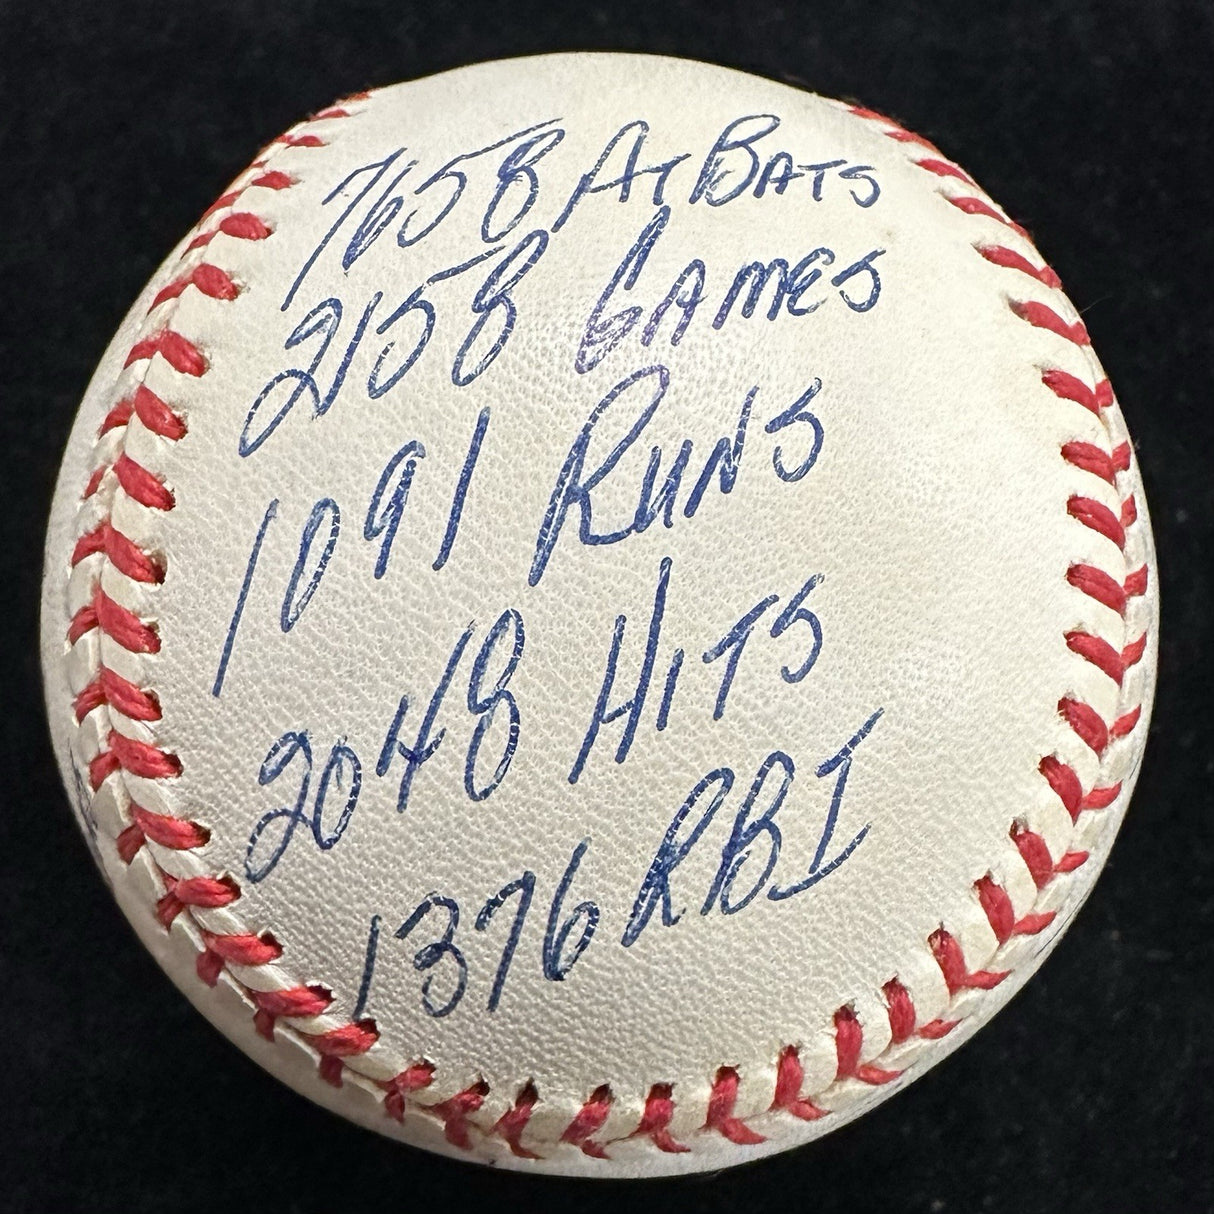 7658 At Bats
2158 Games
1091 Runs
2048 Hits
1376 RBI